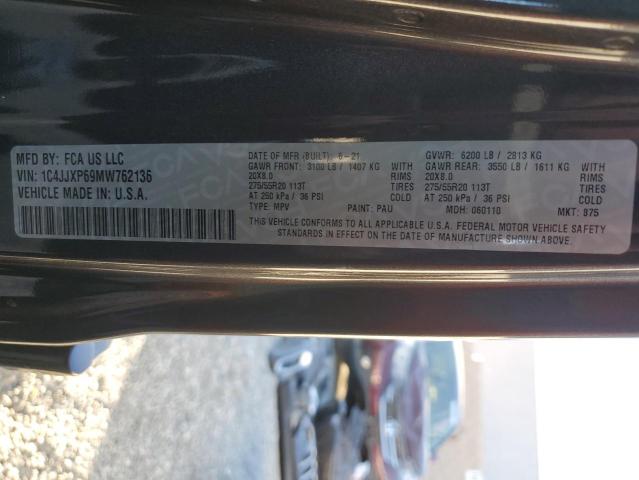 MFD BY: FCA US LLC
VIN: 1C4JJXP69MW762136
VEHICLE MADE IN U.S.A.
DATE OF MFR (BUILT): 6-21 GVWR: 6200 LB / 2813 KG
GAWR FRONT: 3100 LB / 1407 KG WITH GAWR REAR: 3550 LB / 1611 KG WITH
20X8.0 RIMS 20X8.0 RIMS
275/55R20 113T TIRES 275/55R20 113T TIRES
AT 250 kPa / 36 PSI COLD AT 250 kPa / 36 PSI COLD
TYPE: MPV PAINT: PAU MDH: 060110 MKT: 875
THIS VEHICLE CONFORMS TO ALL APPLICABLE U.S.A. FEDERAL MOTOR VEHICLE SAFETY
STANDARDS IN EFFECT ON THE DATE OF MANUFACTURE SHOWN ABOVE.